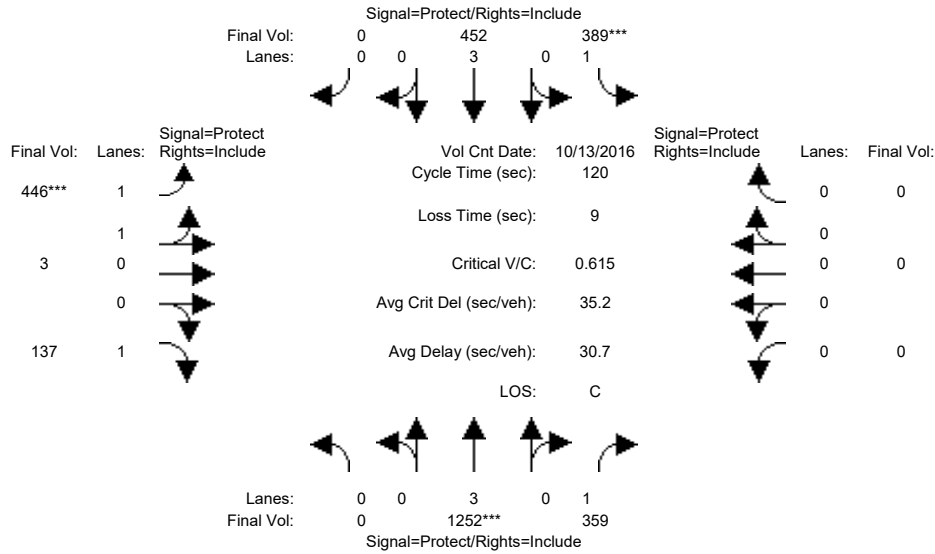 Signal=Protect/Rights=Include
Final Vol: 0 452 389***
Lanes: 0 0 3 0 1
Signal=Protect Signal=Protect
Final Vol: Lanes: Rights=Include Vol Cnt Date: 10/13/2016 Rights=Include Lanes: Final Vol:
Cycle Time (sec): 120
446*** 1 0 0
Loss Time (sec): 9
1 0
3 0 Critical V/C: 0.615 0 0
0 Avg Crit Del (sec/veh): 35.2 0
137 1 Avg Delay (sec/veh): 30.7 0 0
LOS: C
Lanes: 0 0 3 0 1
Final Vol: 0 1252*** 359
Signal=Protect/Rights=Include